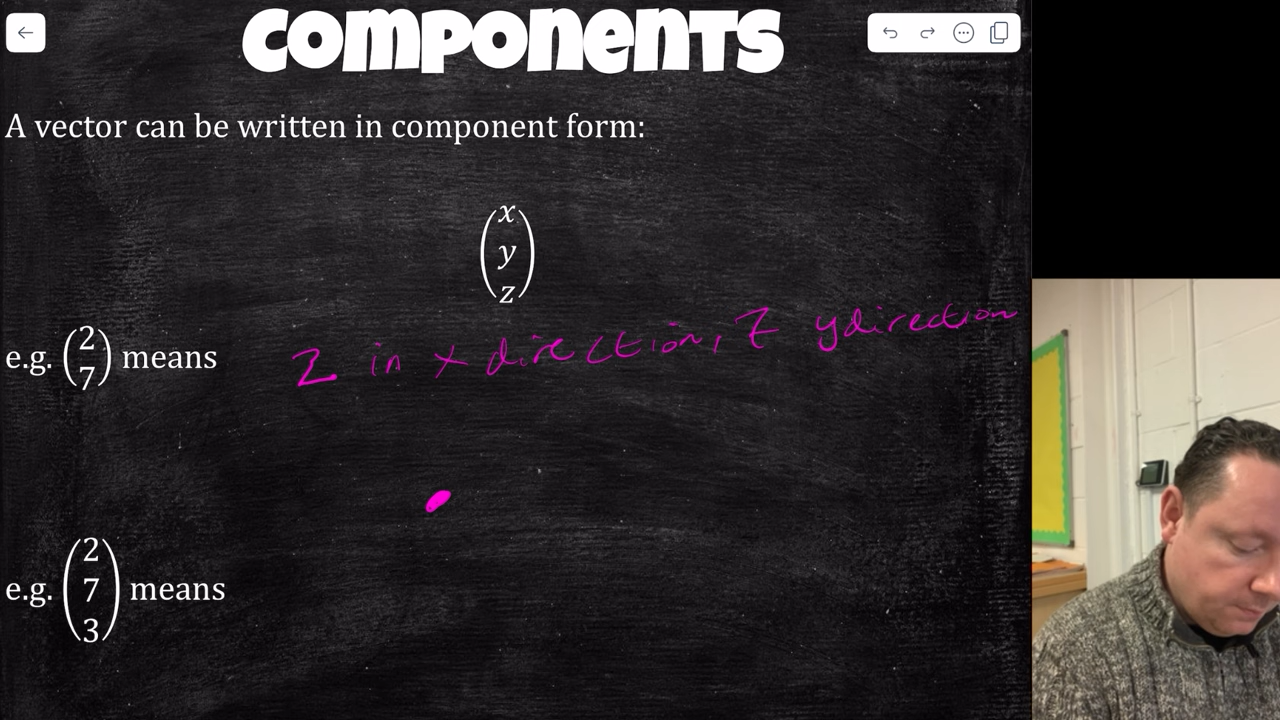 Components
A vector can be written in component form:
x
y
z
e.g. (2 7) means 2 in x direction, 7 y direction
e.g. (2 7 3) means